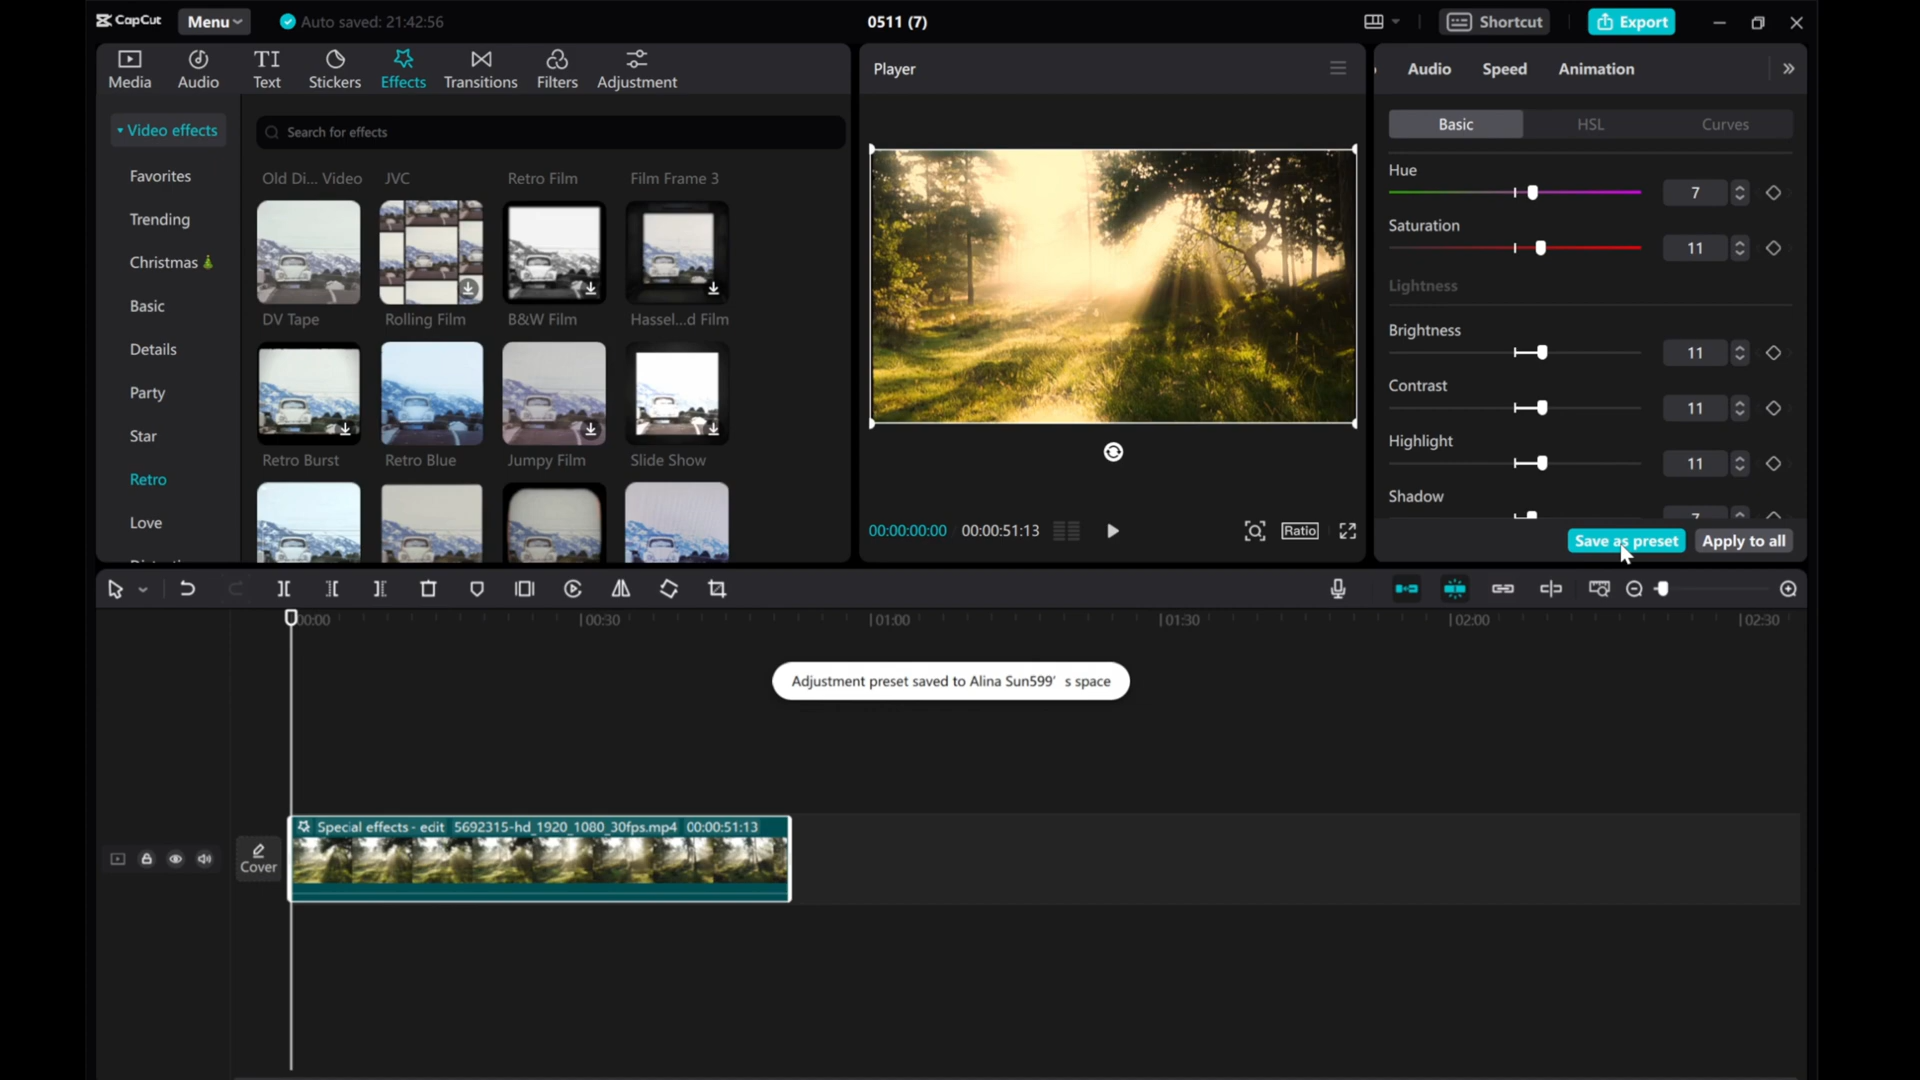 CapCut
Menu
Auto saved: 21:42:56
0511 (7)
Shortcut
Export
Media
Audio
TI
Text
Stickers
Effects
Transitions
Filters
Adjustment
Player
Audio
Speed
Animation
Video effects
Favorites
Trending
Christmas
Basic
Details
Party
Star
Retro
Love
Search for effects
Old Di... Video
JVC
Retro Film
Film Frame 3
DV Tape
Rolling Film
B&W Film
Hassel...d Film
Retro Burst
Retro Blue
Jumpy Film
Slide Show
00:00:00:00
00:00:51:13
Ratio
Basic
HSL
Curves
Hue
7
Saturation
11
Lightness
Brightness
11
Contrast
11
Highlight
11
Shadow
7
Save as preset
Apply to all
00:00
00:30
01:00
01:30
02:00
02:30
Adjustment preset saved to Alina Sun599' s space
Cover
Special effects - edit 5692315-hd_1920_1080_30fps.mp4 00:00:51:13